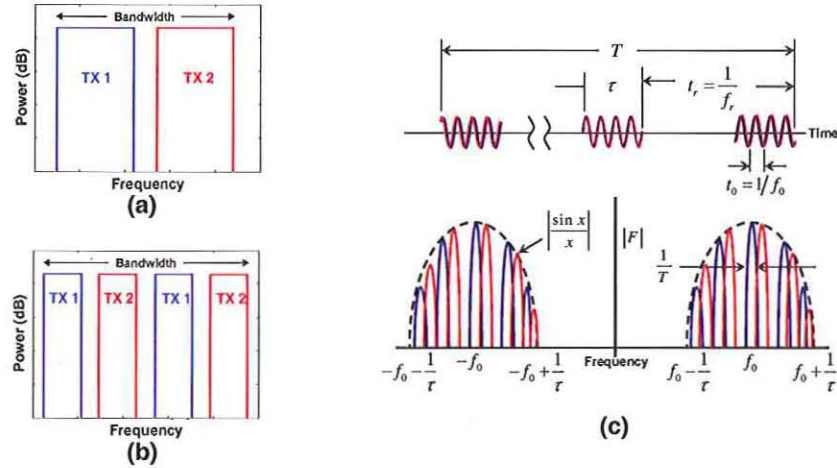 Bandwidth
Power (dB)
TX 1
TX 2
Frequency
(a)
Bandwidth
Power (dB)
TX 1
TX 2
TX 1
TX 2
Frequency
(b)
T
τ
t_r = 1/f_r
Time
t_0 = 1/f_0
|sin x / x|
|F|
1/T
Frequency
-f_0 - 1/τ
-f_0
-f_0 + 1/τ
f_0 - 1/τ
f_0
f_0 + 1/τ
(c)